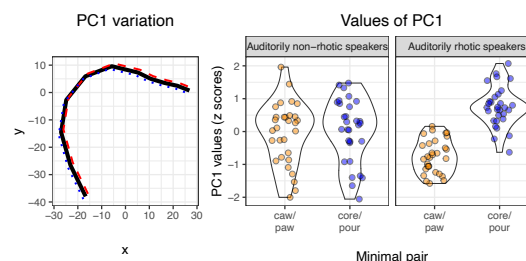 PC1 variation
10
0
−10
−20
−30
−40
y
−30
−20
−10
0
10
20
30
x
Values of PC1
Auditorily non−rhotic speakers
Auditorily rhotic speakers
2
1
0
−1
−2
PC1 values (z scores)
caw/
paw
core/
pour
caw/
paw
core/
pour
Minimal pair